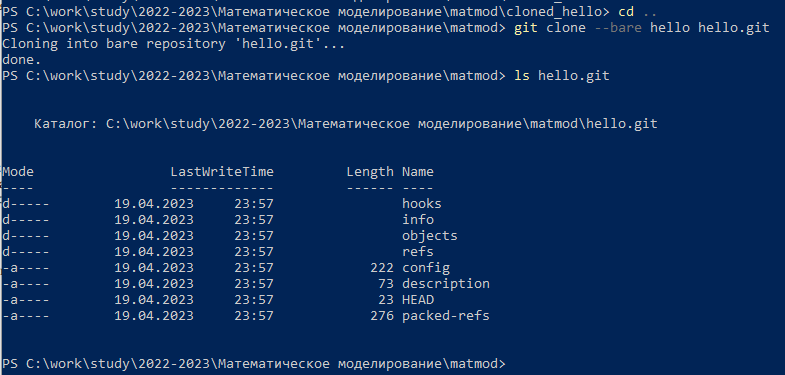 PS C:\work\study\2022-2023\Математическое моделирование\matmod\cloned_hello> cd ..
PS C:\work\study\2022-2023\Математическое моделирование\matmod> git clone --bare hello hello.git
Cloning into bare repository 'hello.git'...
done.
PS C:\work\study\2022-2023\Математическое моделирование\matmod> ls hello.git
Каталог: C:\work\study\2022-2023\Математическое моделирование\matmod\hello.git
Mode LastWriteTime Length Name
---- ------------- ------ ----
d----- 19.04.2023 23:57 hooks
d----- 19.04.2023 23:57 info
d----- 19.04.2023 23:57 objects
d----- 19.04.2023 23:57 refs
-a---- 19.04.2023 23:57 222 config
-a---- 19.04.2023 23:57 73 description
-a---- 19.04.2023 23:57 23 HEAD
-a---- 19.04.2023 23:57 276 packed-refs
PS C:\work\study\2022-2023\Математическое моделирование\matmod>